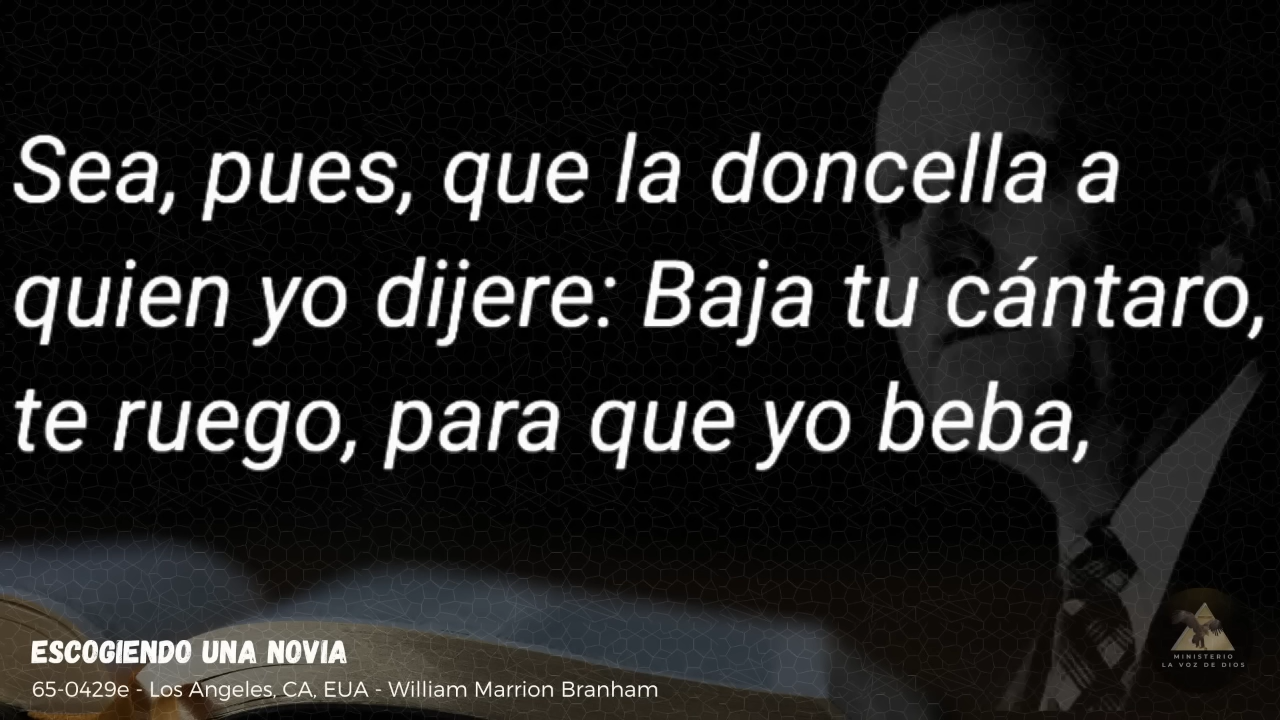 Sea, pues, que la doncella a
quien yo dijere: Baja tu cántaro,
te ruego, para que yo beba,
ESCOGIENDO UNA NOVIA
65-0429e - Los Angeles, CA, EUA - William Marrion Branham
MINISTERIO
LA VOZ DE DIOS